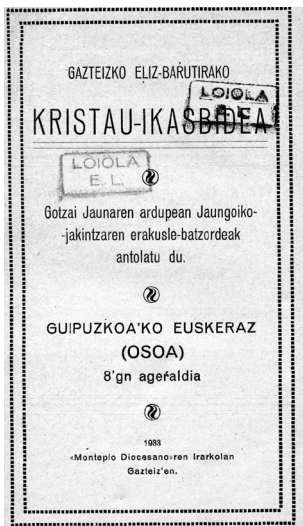 GAZTEIZKO ELIZ-BARUTIRAKO
LOIOLA
KRISTAU-IKASBIDEA
LOIOLA
E. L.
Gotzai Jaunaren ardupean Jaungoiko-
-jakintzaren erakusle-batzordeak
antolatu du.
GUIPUZKOA'KO EUSKERAZ
(OSOA)
8'gn ageŕaldia
1933
«Montepio Diocesano»ren Irarkolan
Gazteiz'en.